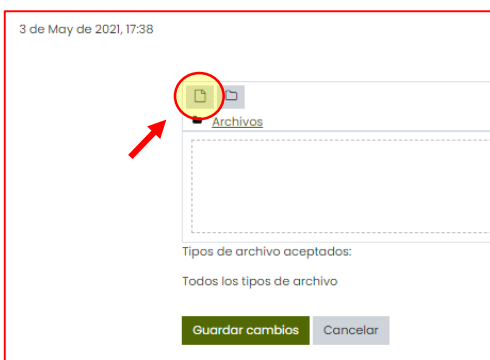 3 de May de 2021, 17:38
Archivos
Tipos de archivo aceptados:
Todos los tipos de archivo
Guardar cambios Cancelar